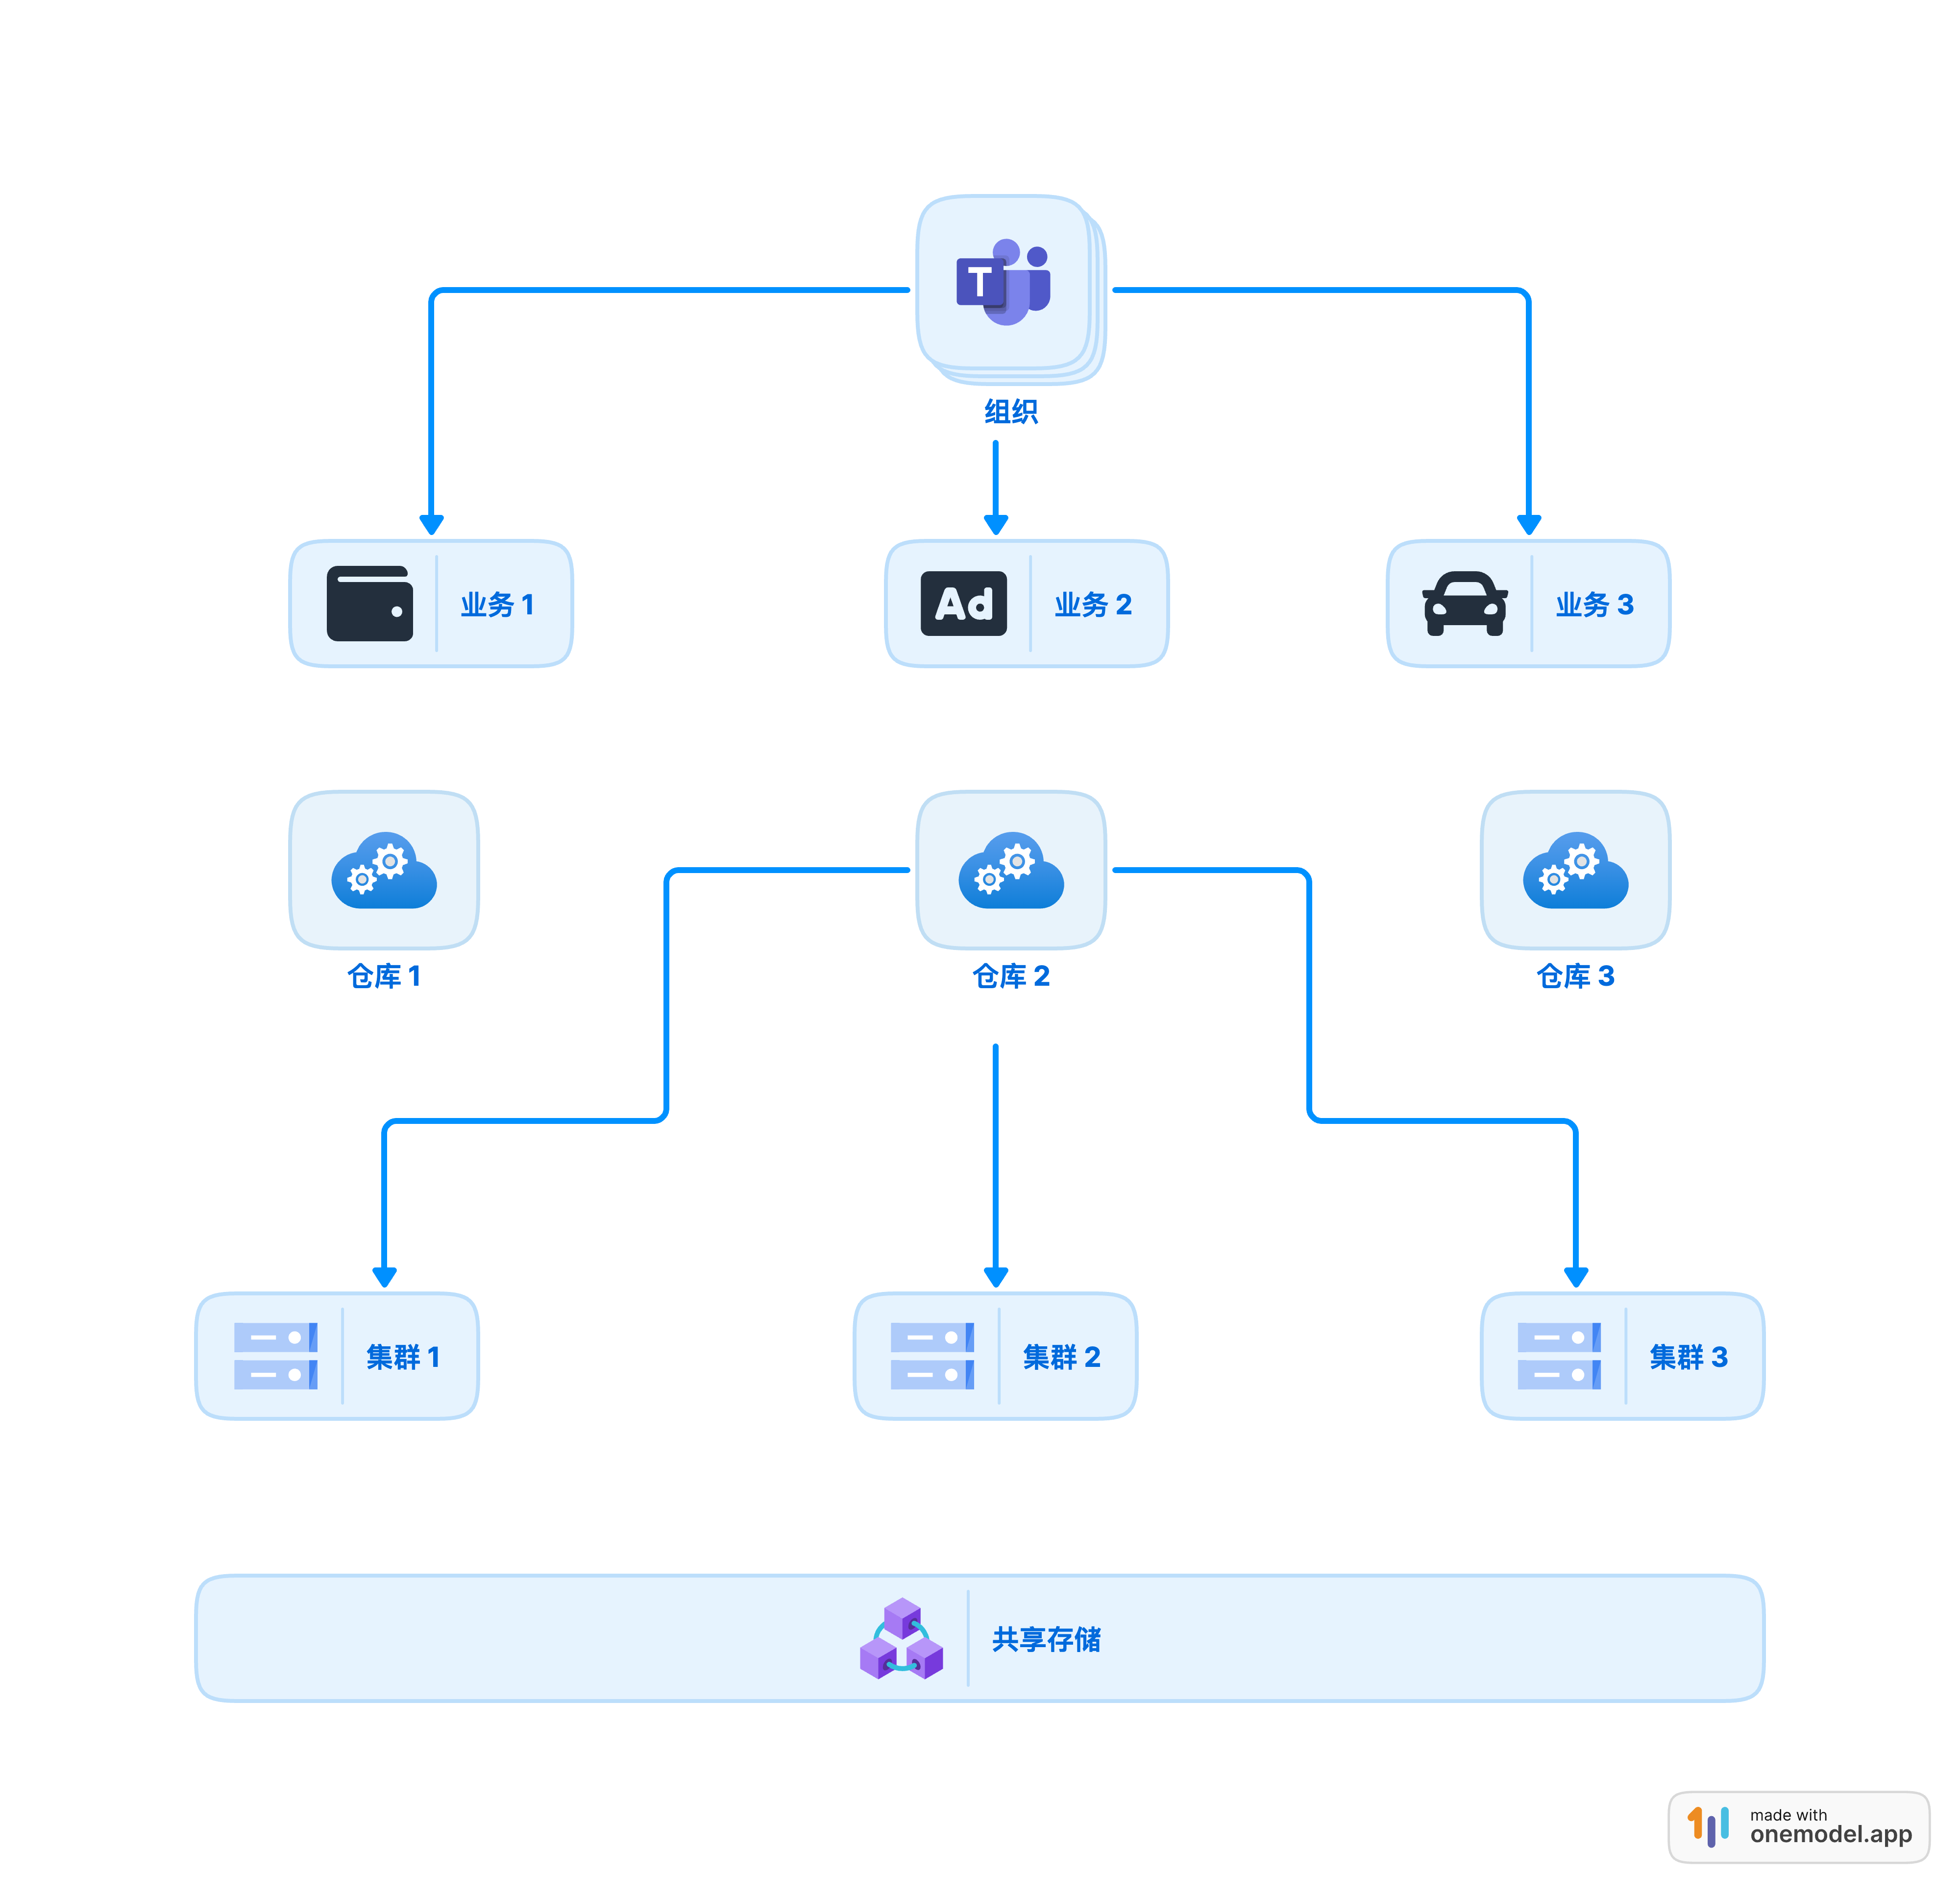 T
组织
业务 1
Ad
业务 2
业务 3
仓库 1
仓库 2
仓库 3
集群 1
集群 2
集群 3
共享存储
made with
onemodel.app